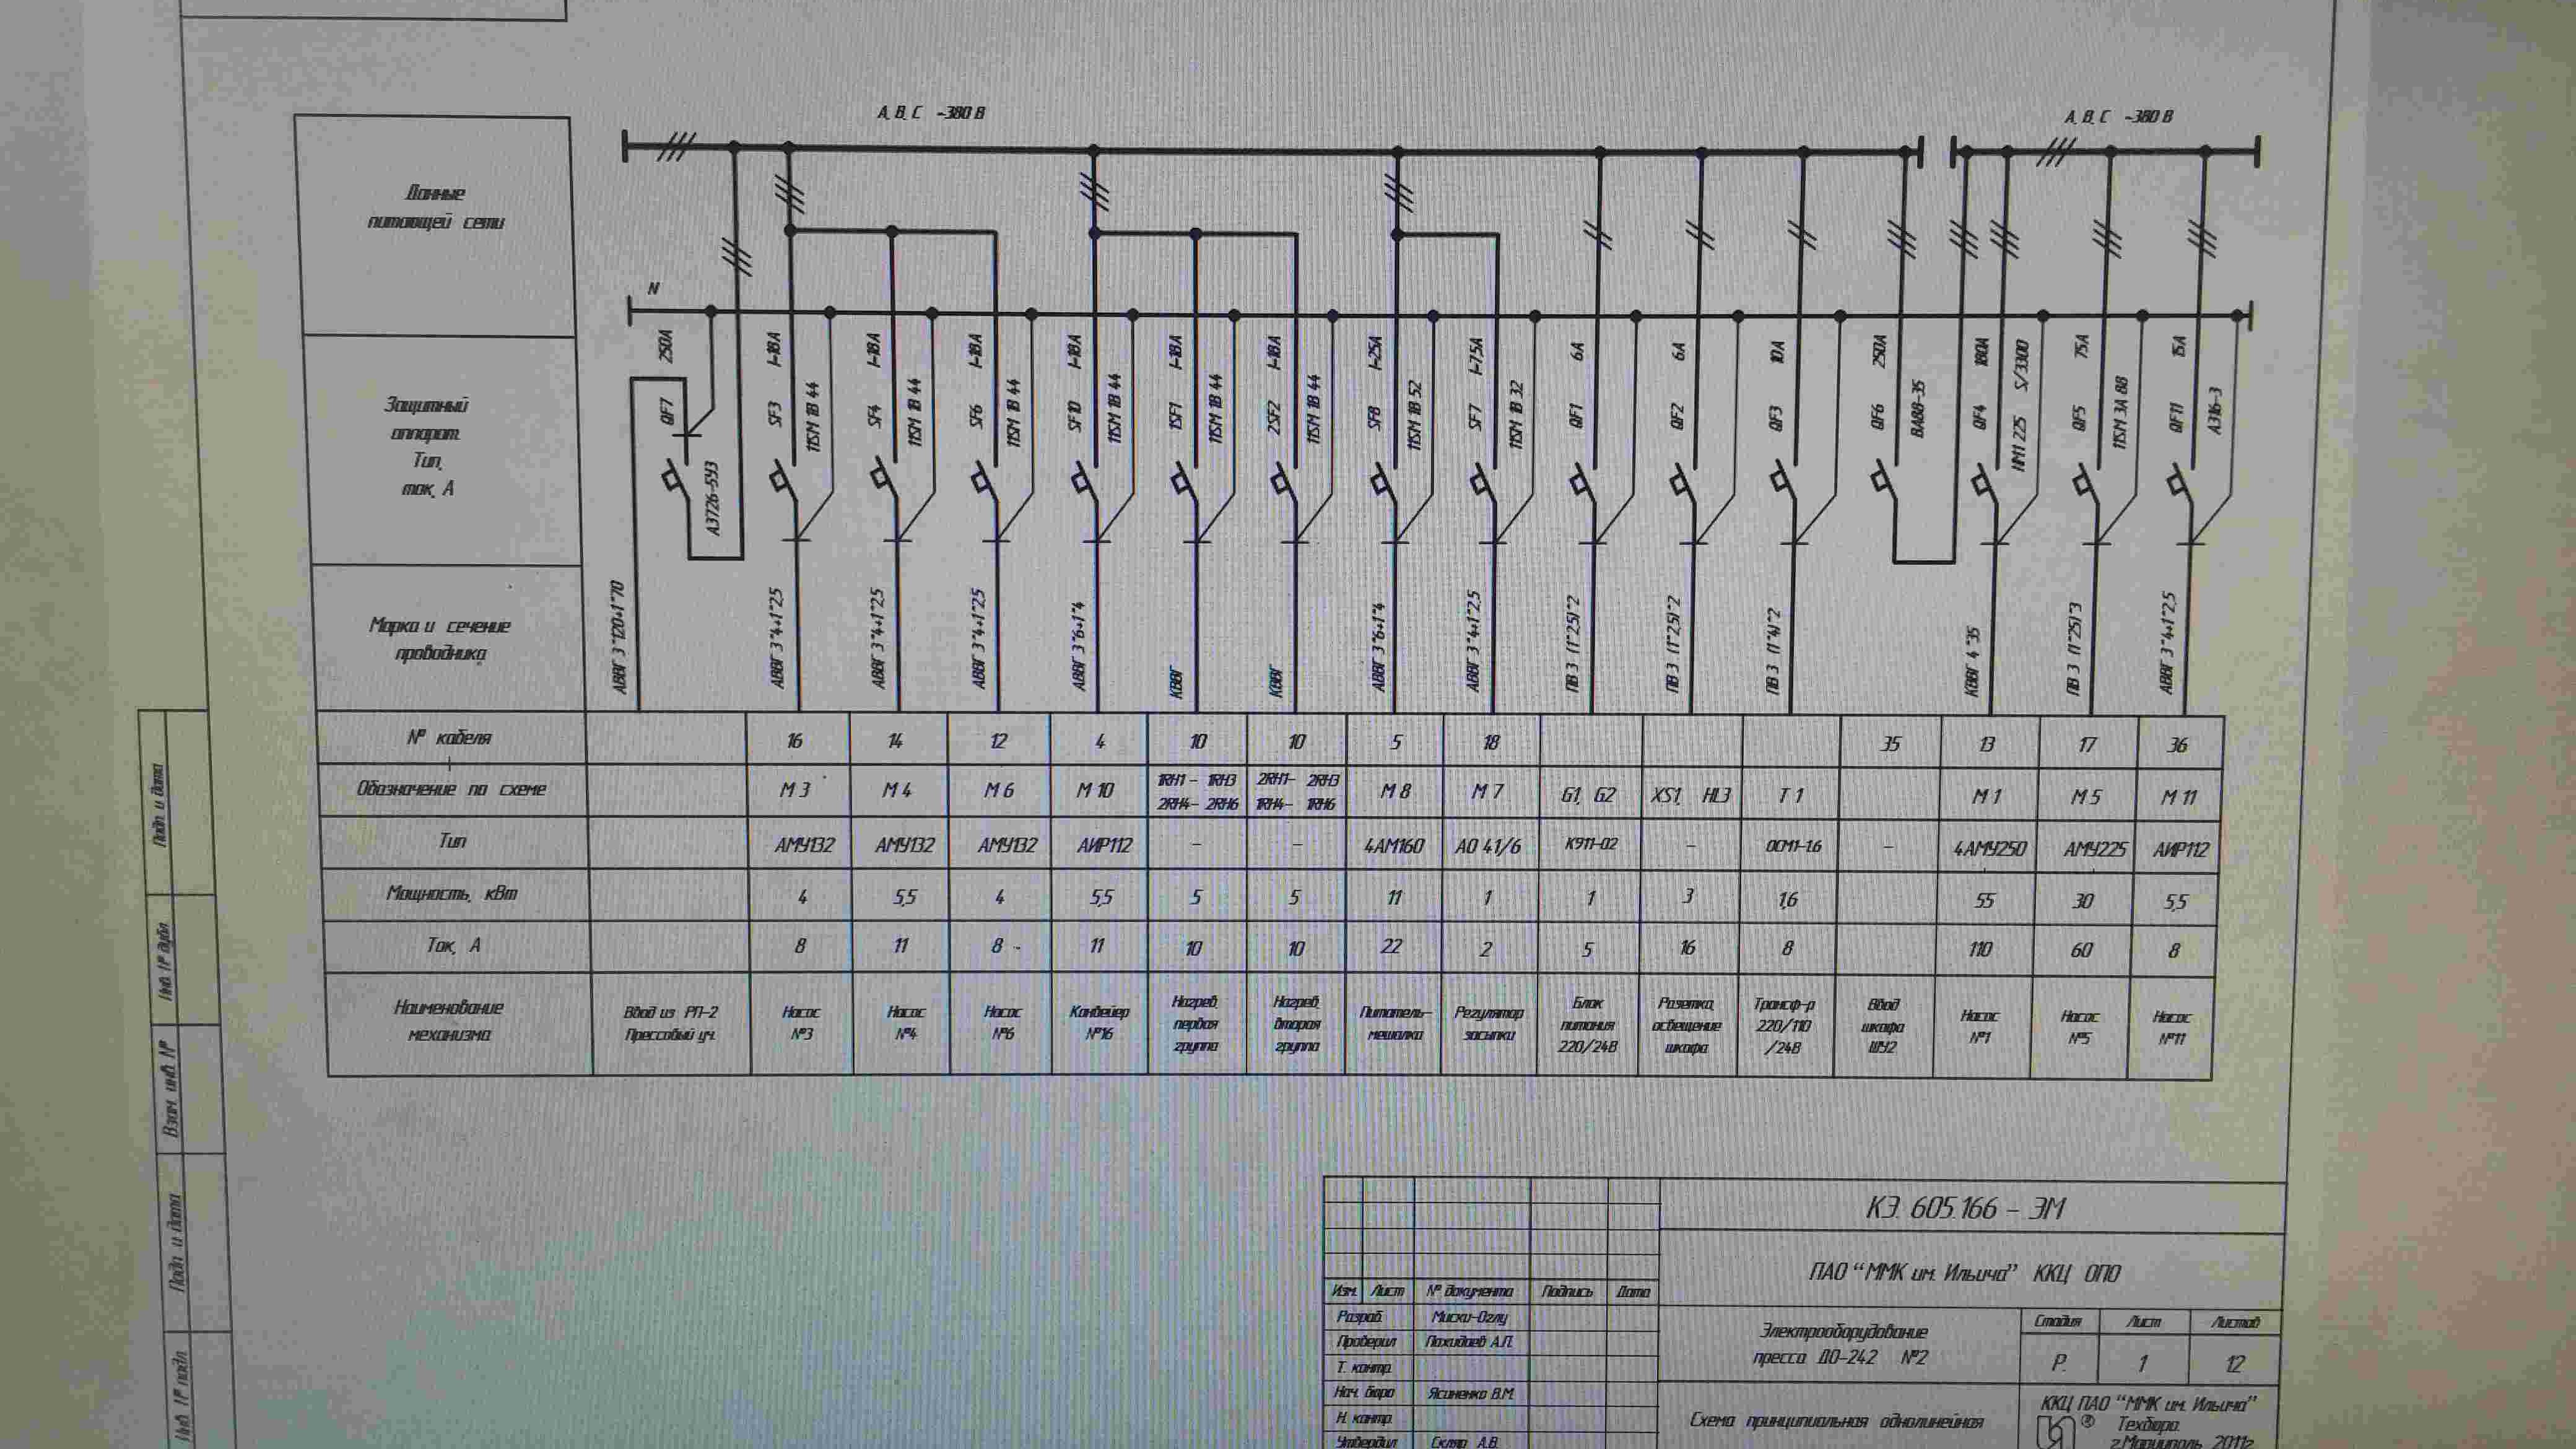 А, В, С ~380 В
А, В, С ~380 В
Данные
питающей сети
N
Защитный
аппарат.
Тип,
ток, А
250А
QF7
А3726-5У3
I-18А
SF3
11SM 1В 44
I-18А
SF4
11SM 1В 44
I-18А
SF6
11SM 1В 44
I-18А
SF10
11SM 1В 44
I-18А
1SF1
11SM 1В 44
I-18А
2SF2
11SM 1В 44
I-25А
SF8
11SM 1В 52
I-7,5А
SF7
11SM 1В 32
6А
QF1
6А
QF2
10А
QF3
250А
QF6
ВА88-35
180А
QF4
НМ1 225 S/3300
75А
QF5
11SM 3А 88
15А
QF11
А316-3
Марка и сечение
проводника
АВВГ 3*120+1*70
АВВГ 3*4+1*2,5
АВВГ 3*4+1*2,5
АВВГ 3*4+1*2,5
АВВГ 3*6+1*4
КВВГ
КВВГ
АВВГ 3*6+1*4
АВВГ 3*4+1*2,5
ПВ 3 (1*2,5)*2
ПВ 3 (1*2,5)*2
ПВ 3 (1*4)*2
КВВГ 4*35
ПВ 3 (1*25)*3
АВВГ 3*4+1*2,5
№ кабеля 16 14 12 4 10 10 5 18 35 13 17 36
Обозначение по схеме М 3 М 4 М 6 М 10 1RH1 - 1RH3 2RH4- 2RH6 2RH1- 2RH3 1RH4- 1RH6 М 8 М 7 G1, G2 XS1, HL3 Т 1 М 1 М 5 М 11
Тип АМУ132 АМУ132 АМУ132 АИР112 - - 4АМ160 АО 41/6 К911-02 - ОСМ1-1.6 - 4АМУ250 АМУ225 АИР112
Мощность, кВт 4 5,5 4 5,5 5 5 11 1 1 3 1,6 55 30 5,5
Ток, А 8 11 8 11 10 10 22 2 5 16 8 110 60 8
Наименование
механизма
Ввод из РП-2
Прессовый уч.
Насос
№3
Насос
№4
Насос
№6
Конвейер
№16
Нагрев,
первая
группа
Нагрев,
вторая
группа
Питатель-
мешалка
Регулятор
засыпки
Блок
питания
220/24В
Розетка,
освещение
шкафа
Трансф-р
220/110
/24В
Ввод
шкафа
ШУ2
Насос
№1
Насос
№5
Насос
№11
Подп. и дата
Инв. № дубл
Взам. инв. №
Подп. и дата
Инв. № подл
КЭ. 605.166 - ЭМ
ПАО "ММК им. Ильича" ККЦ ОПО
Изм. Лист № документа Подпись Дата
Разраб. Миски-Оглу
Проверил Пахидаев А.П.
Т. контр.
Нач. бюро Ясиненко В.М.
Н. контр.
Утвердил Скляр А.В.
Электрооборудование
пресса ДО-242 №2
Стадия Лист Листов
Р. 1 12
Схема принципиальная однолинейная
ККЦ ПАО "ММК им. Ильича"
Техбюро.
г.Мариуполь 2011г.